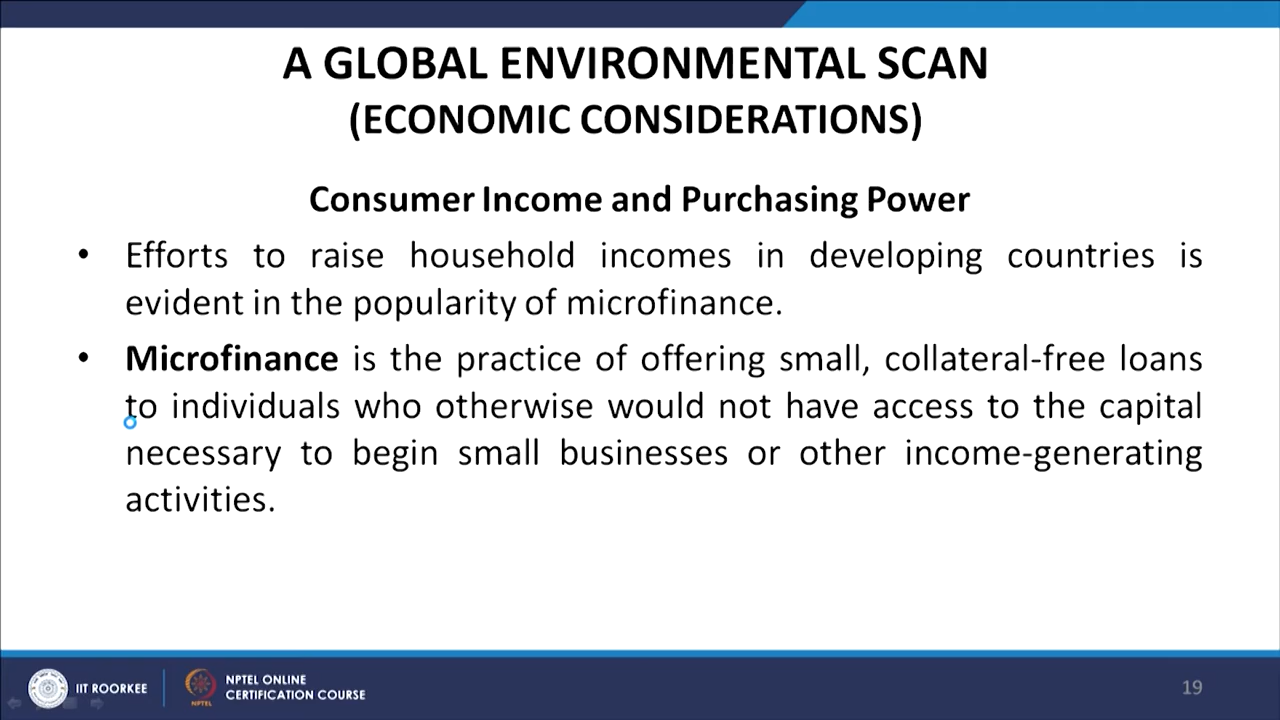 A GLOBAL ENVIRONMENTAL SCAN
(ECONOMIC CONSIDERATIONS)
Consumer Income and Purchasing Power
• Efforts to raise household incomes in developing countries is
evident in the popularity of microfinance.
• Microfinance is the practice of offering small, collateral-free loans
to individuals who otherwise would not have access to the capital
necessary to begin small businesses or other income-generating
activities.
IIT ROORKEE
NPTEL
NPTEL ONLINE
CERTIFICATION COURSE
19